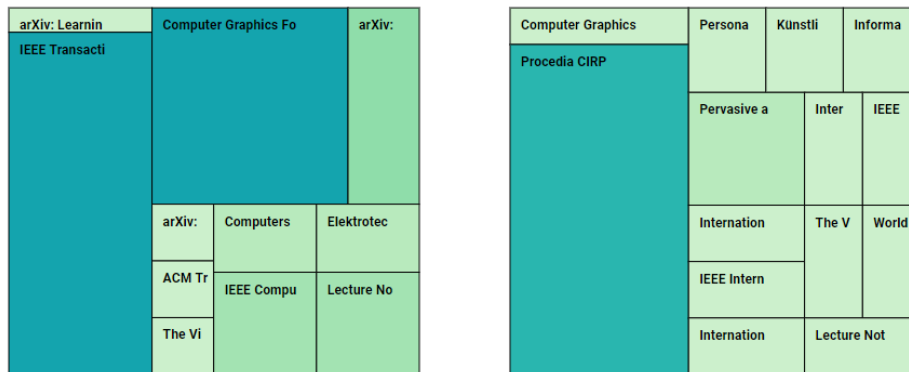 arXiv: Learnin
IEEE Transacti
Computer Graphics Fo
arXiv:
arXiv:
Computers
Elektrotec
ACM Tr
IEEE Compu
Lecture No
The Vi
Computer Graphics
Procedia CIRP
Persona
Künstli
Informa
Pervasive a
Inter
IEEE
Internation
The V
World
IEEE Intern
Internation
Lecture Not